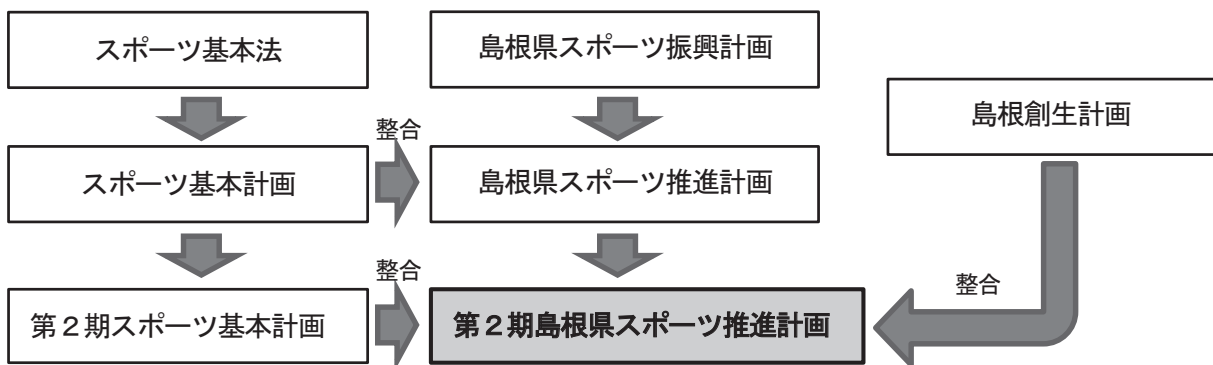 スポーツ基本法
島根県スポーツ振興計画
島根創生計画
整合
スポーツ基本計画
島根県スポーツ推進計画
整合
整合
第２期スポーツ基本計画
第２期島根県スポーツ推進計画